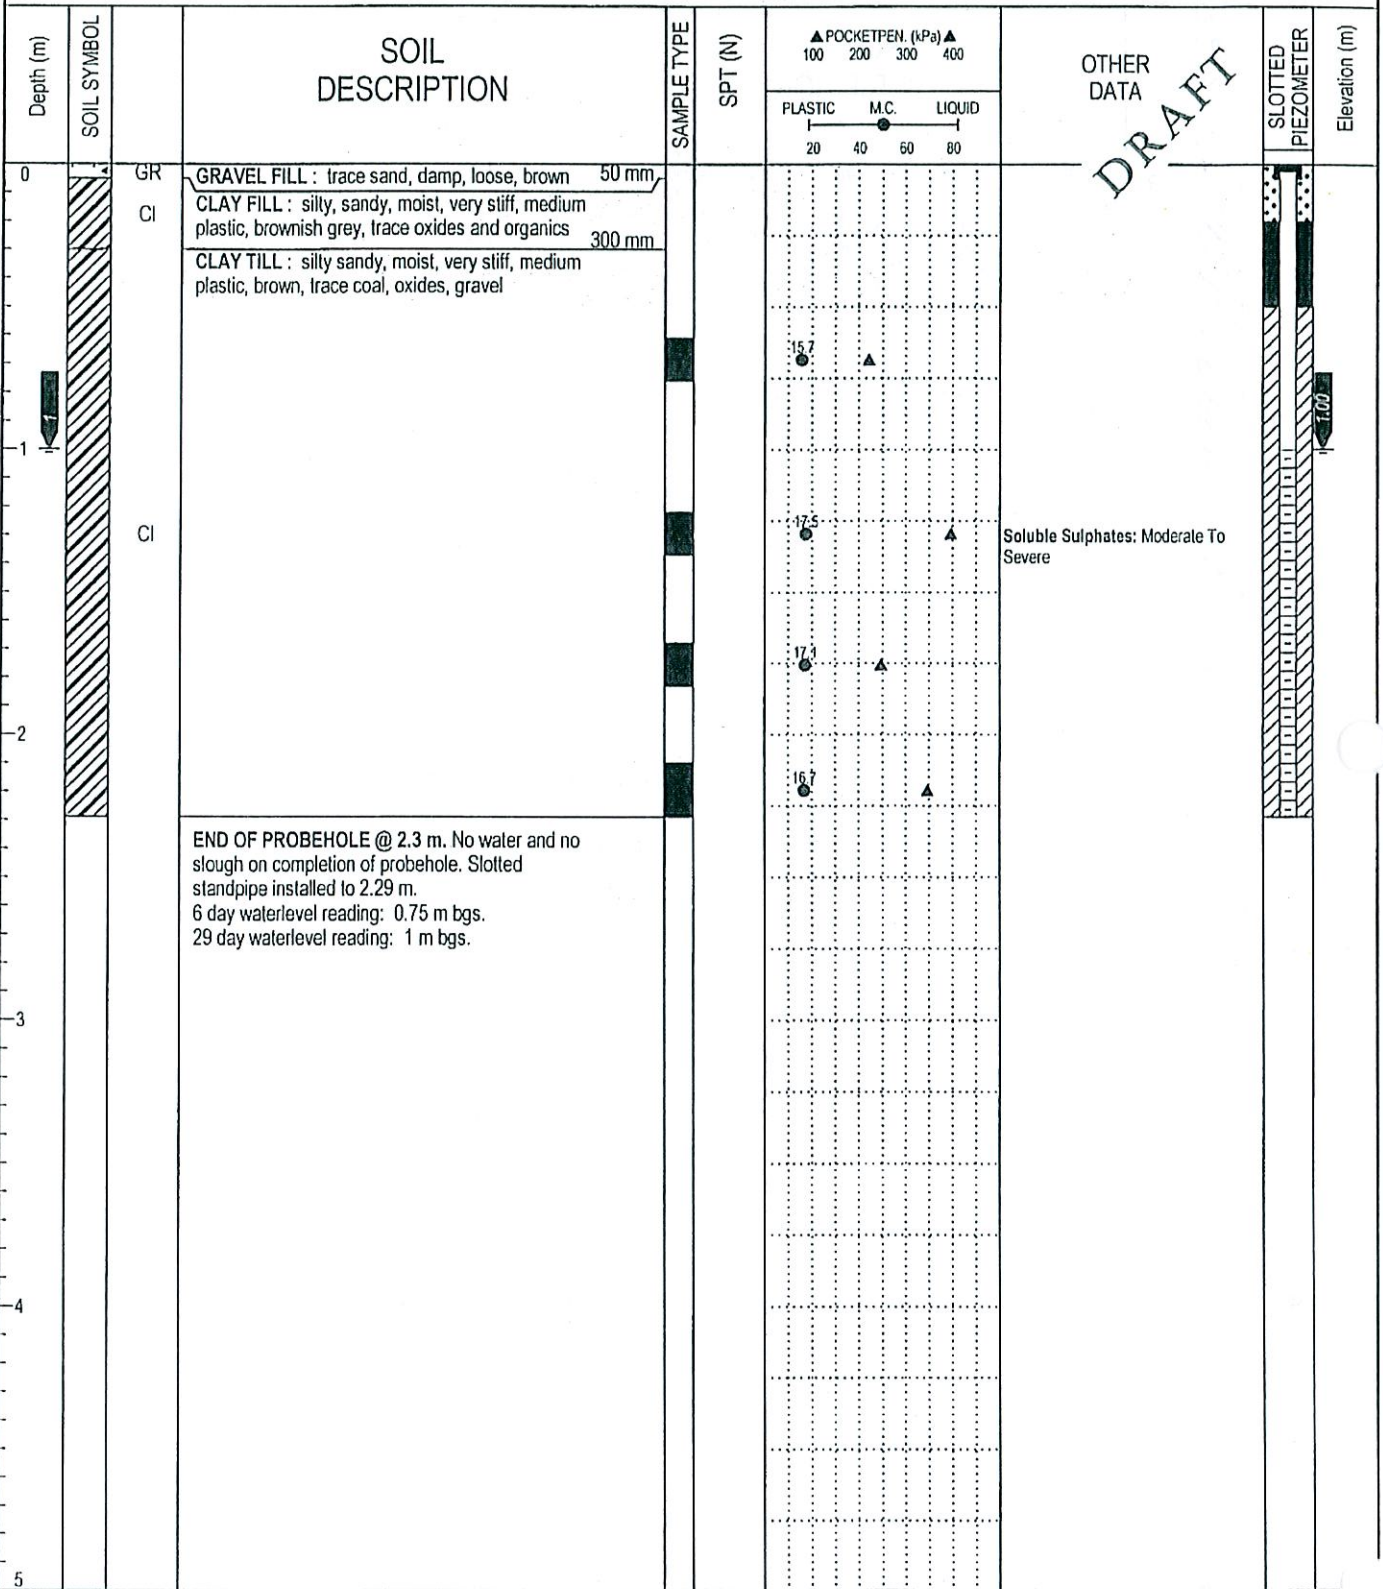 Depth (m)
SOIL SYMBOL
SOIL
DESCRIPTION
SAMPLE TYPE
SPT (N)
▲ POCKETPEN. (kPa) ▲
100 200 300 400
PLASTIC M.C. LIQUID
20 40 60 80
OTHER
DATA
DRAFT
SLOTTED
PIEZOMETER
Elevation (m)
0
GR
GRAVEL FILL : trace sand, damp, loose, brown 50 mm
CI
CLAY FILL : silty, sandy, moist, very stiff, medium
plastic, brownish grey, trace oxides and organics
300 mm
CLAY TILL : silty sandy, moist, very stiff, medium
plastic, brown, trace coal, oxides, gravel
15.7
1
1.00
1
CI
17.5
Soluble Sulphates: Moderate To
Severe
17.1
2
16.7
END OF PROBEHOLE @ 2.3 m. No water and no
slough on completion of probehole. Slotted
standpipe installed to 2.29 m.
6 day waterlevel reading: 0.75 m bgs.
29 day waterlevel reading: 1 m bgs.
3
4
5